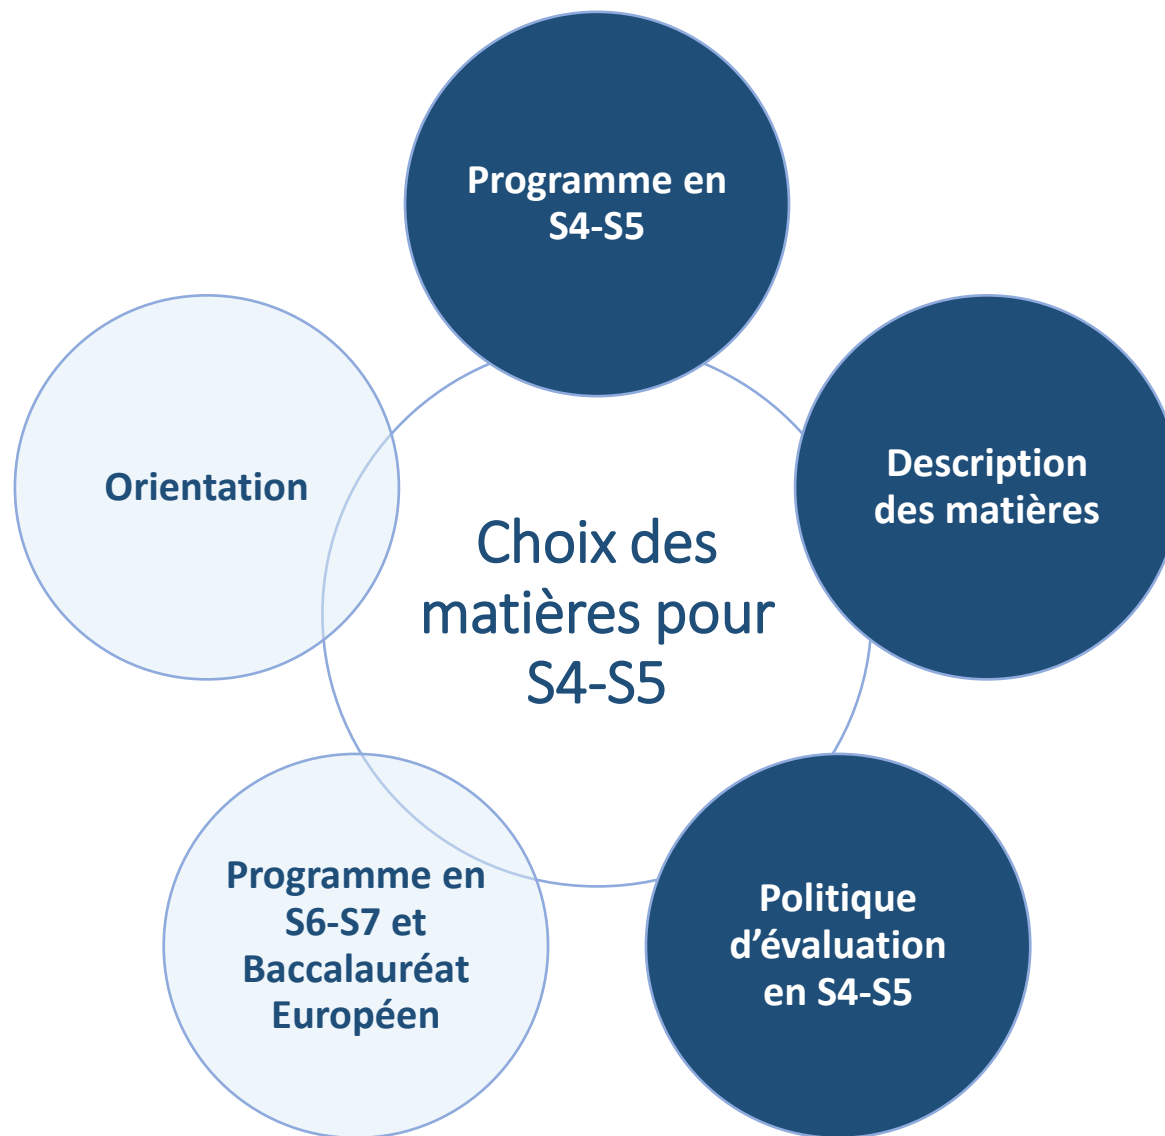 Programme en
S4-S5
Orientation
Description
des matières
Choix des
matières pour
S4-S5
Programme en
S6-S7 et
Baccalauréat
Européen
Politique
d’évaluation
en S4-S5